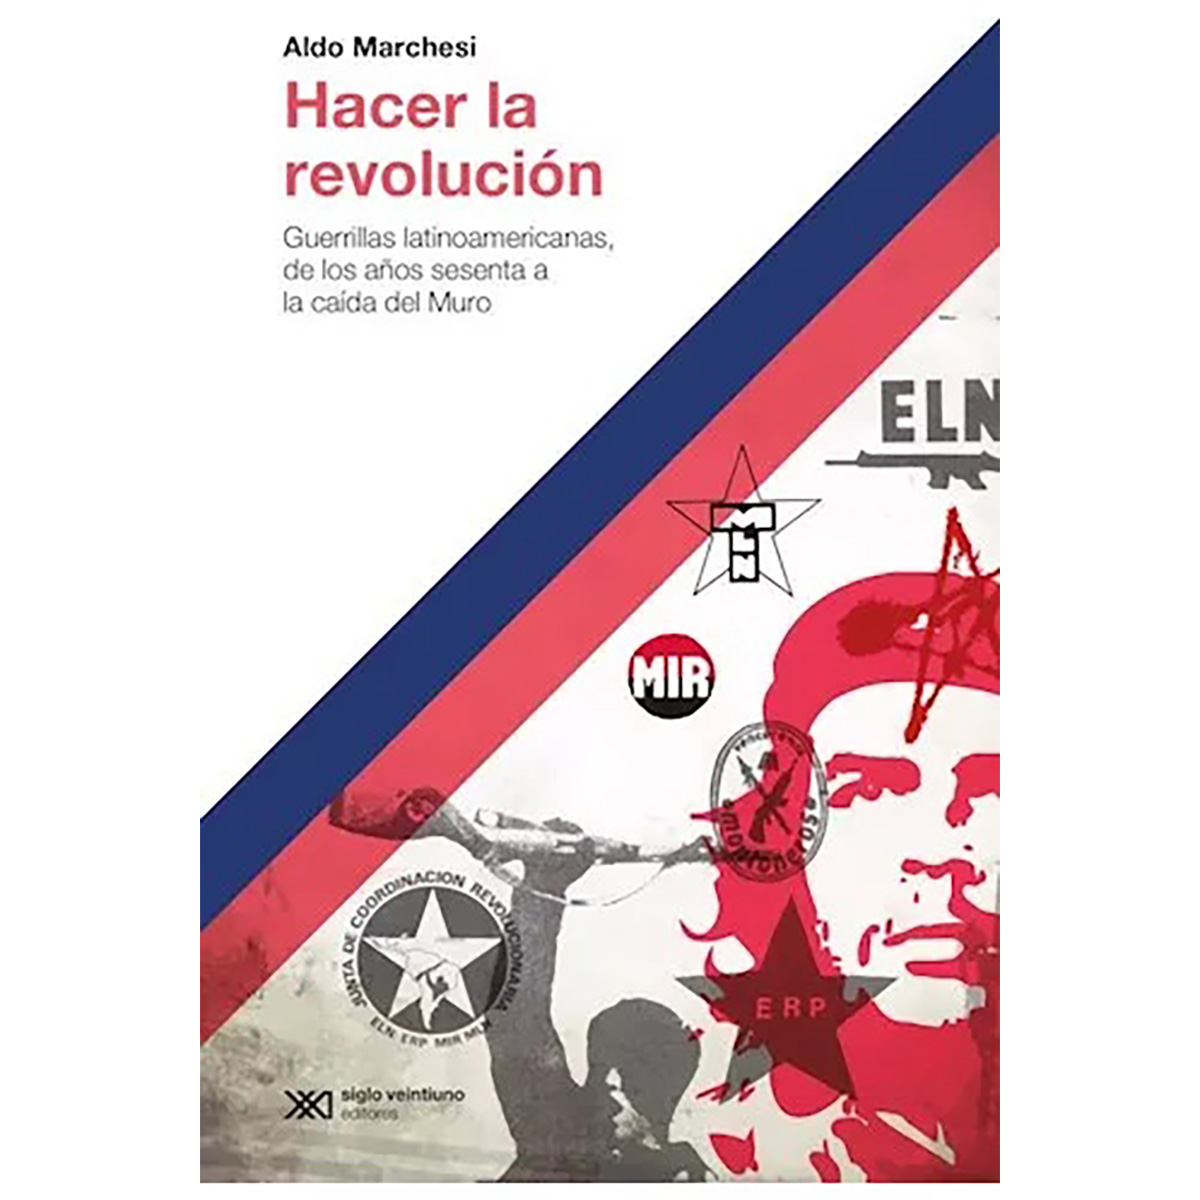 Aldo Marchesi
Hacer la
revolución
Guerrillas latinoamericanas,
de los años sesenta a
la caída del Muro
ELN
MLN
MIR
montoneros
JUNTA DE COORDINACION REVOLUCIONARIA
ELN ERP MIR MLN
ERP
siglo veintiuno
editores